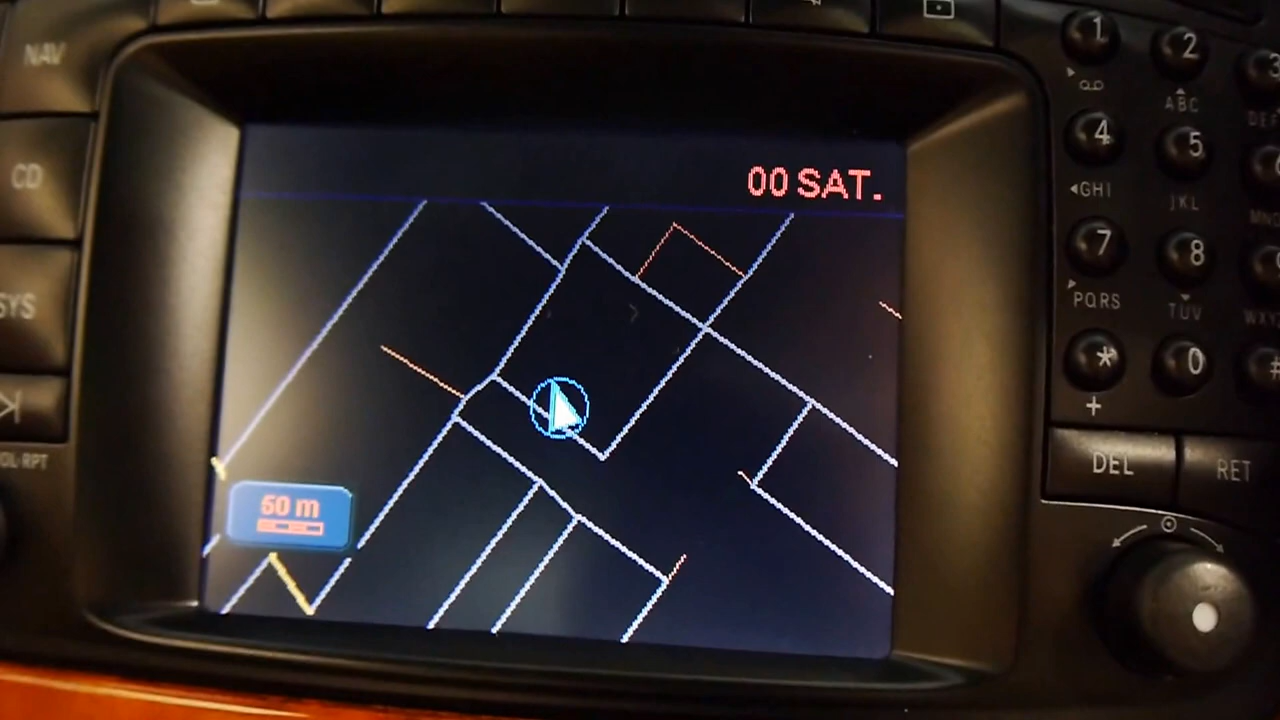 NAV
CD
SYS
00 SAT.
50 m
1
2
ABC
4
5
GHI
JKL
7
8
PQRS
TUV
*
0
#
+
DEL
RET